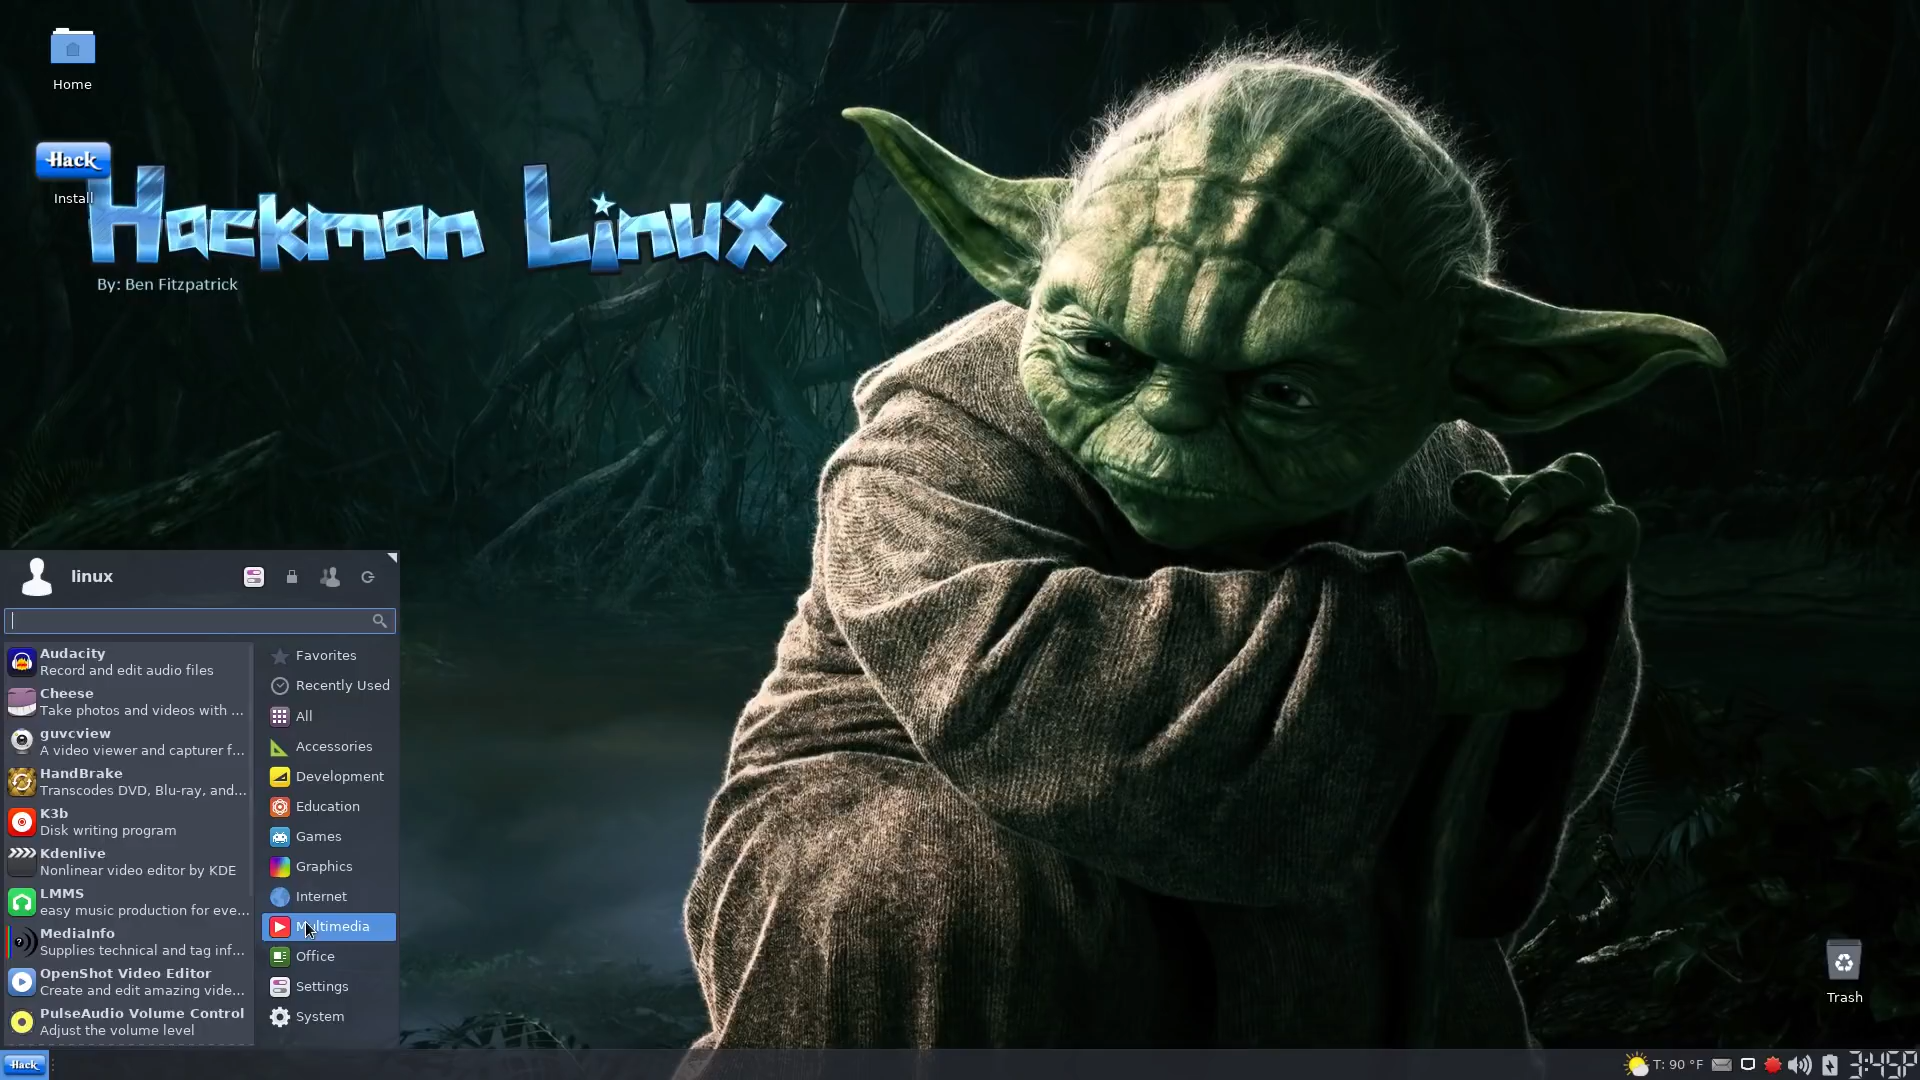 Home
Hack
Install
Hackman Linux
By: Ben Fitzpatrick
linux
Audacity
Record and edit audio files
Cheese
Take photos and videos with ...
guvcview
A video viewer and capturer f...
HandBrake
Transcodes DVD, Blu-ray, and...
K3b
Disk writing program
Kdenlive
Nonlinear video editor by KDE
LMMS
easy music production for eve...
MediaInfo
Supplies technical and tag inf...
OpenShot Video Editor
Create and edit amazing vide...
PulseAudio Volume Control
Adjust the volume level
Favorites
Recently Used
All
Accessories
Development
Education
Games
Graphics
Internet
Multimedia
Office
Settings
System
Trash
Hack
T: 90 °F
3:45P